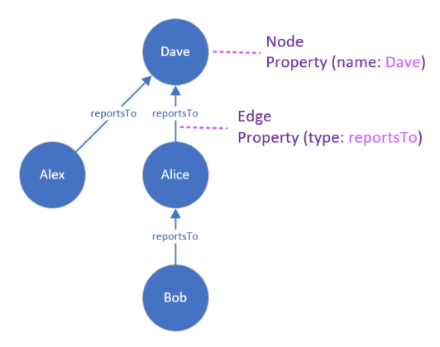 Dave
Node
Property (name: Dave)
reportsTo
reportsTo
Edge
Property (type: reportsTo)
Alex
Alice
reportsTo
Bob